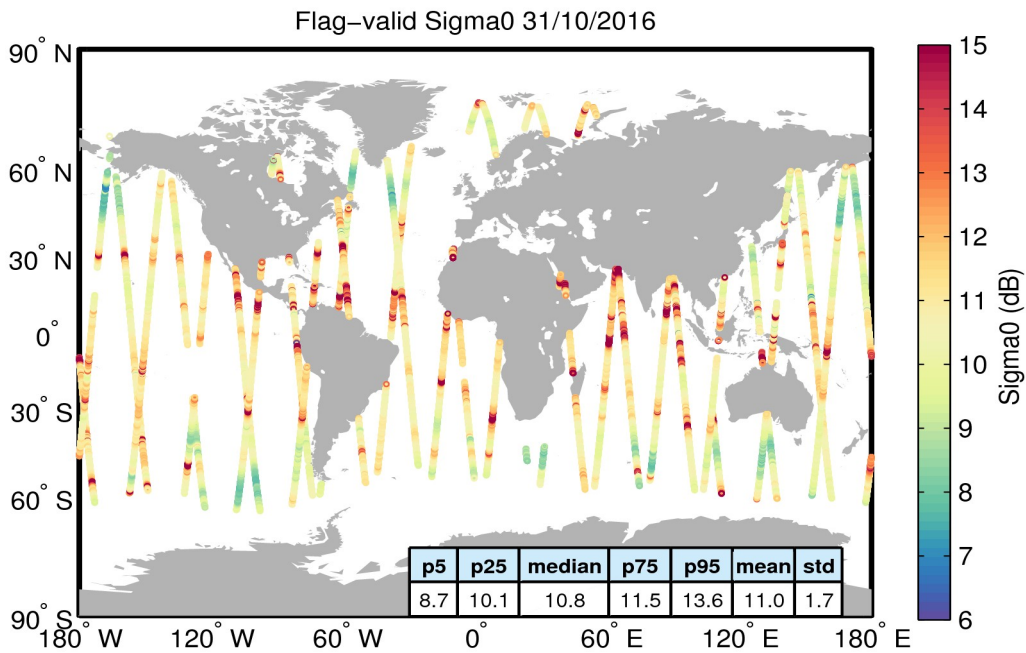 Flag−valid Sigma0 31/10/2016
90° N
60° N
30° N
0°
30° S
60° S
90° S
180° W 120° W 60° W 0° 60° E 120° E 180° E
15
14
13
12
11
10
9
8
7
6
Sigma0 (dB)
p5 p25 median p75 p95 mean std
8.7 10.1 10.8 11.5 13.6 11.0 1.7